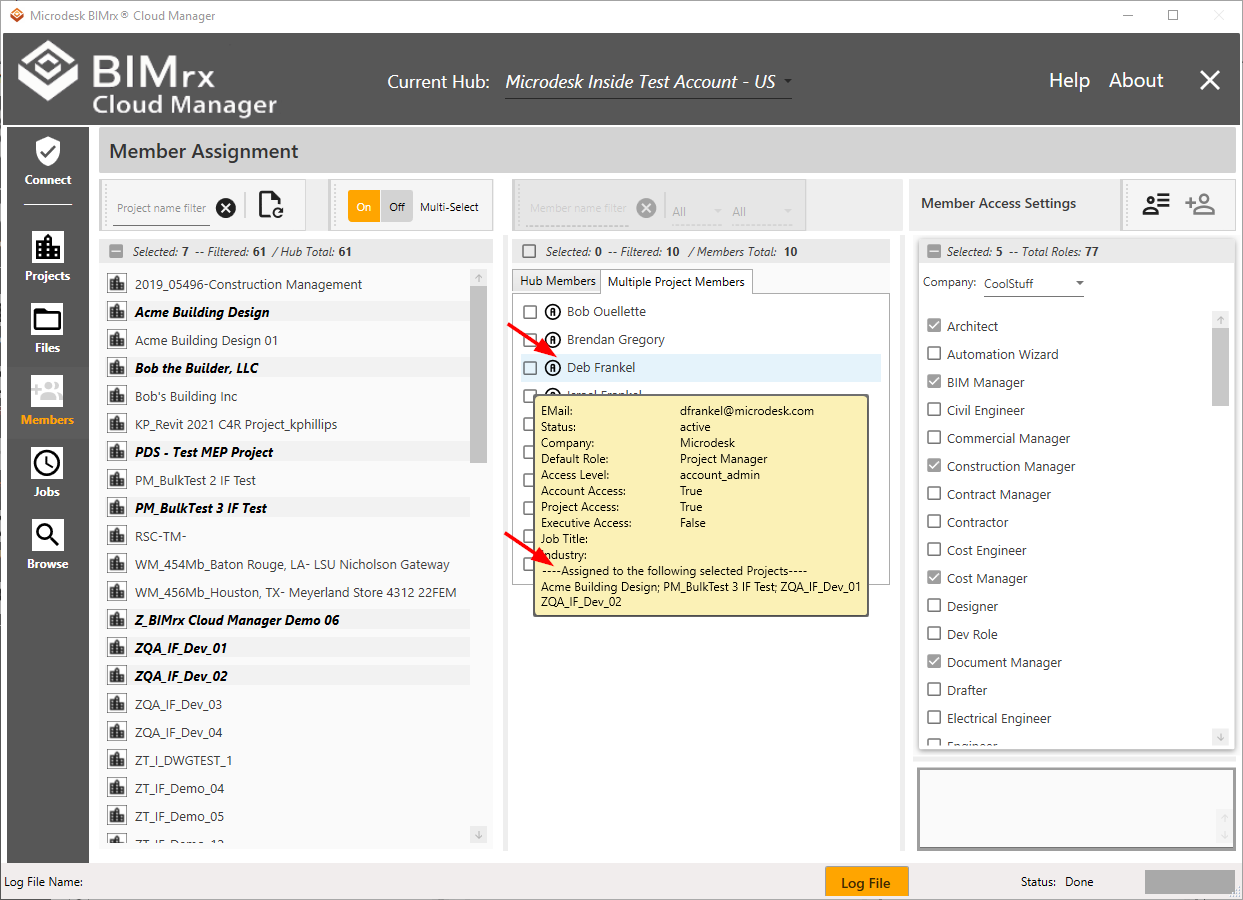 Microdesk BIMrx® Cloud Manager
BIMrx
Cloud Manager
Current Hub: Microdesk Inside Test Account - US
Help About
Connect
Projects
Files
Members
Jobs
Browse
Member Assignment
Project name filter
On Off Multi-Select
Member name filter All All
Member Access Settings
Selected: 7 -- Filtered: 61 / Hub Total: 61
2019_05496-Construction Management
Acme Building Design
Acme Building Design 01
Bob the Builder, LLC
Bob's Building Inc
KP_Revit 2021 C4R Project_kphillips
PDS - Test MEP Project
PM_BulkTest 2 IF Test
PM_BulkTest 3 IF Test
RSC-TM-
WM_454Mb_Baton Rouge, LA- LSU Nicholson Gateway
WM_456Mb_Houston, TX- Meyerland Store 4312 22FEM
Z_BIMrx Cloud Manager Demo 06
ZQA_IF_Dev_01
ZQA_IF_Dev_02
ZQA_IF_Dev_03
ZQA_IF_Dev_04
ZT_I_DWGTEST_1
ZT_IF_Demo_04
ZT_IF_Demo_05
Selected: 0 -- Filtered: 10 / Members Total: 10
Hub Members Multiple Project Members
Bob Ouellette
Brendan Gregory
Deb Frankel
EMail: dfrankel@microdesk.com
Status: active
Company: Microdesk
Default Role: Project Manager
Access Level: account_admin
Account Access: True
Project Access: True
Executive Access: False
Job Title:
Industry:
----Assigned to the following selected Projects----
Acme Building Design; PM_BulkTest 3 IF Test; ZQA_IF_Dev_01
ZQA_IF_Dev_02
Selected: 5 -- Total Roles: 77
Company: CoolStuff
Architect
Automation Wizard
BIM Manager
Civil Engineer
Commercial Manager
Construction Manager
Contract Manager
Contractor
Cost Engineer
Cost Manager
Designer
Dev Role
Document Manager
Drafter
Electrical Engineer
Log File Name:
Log File
Status: Done